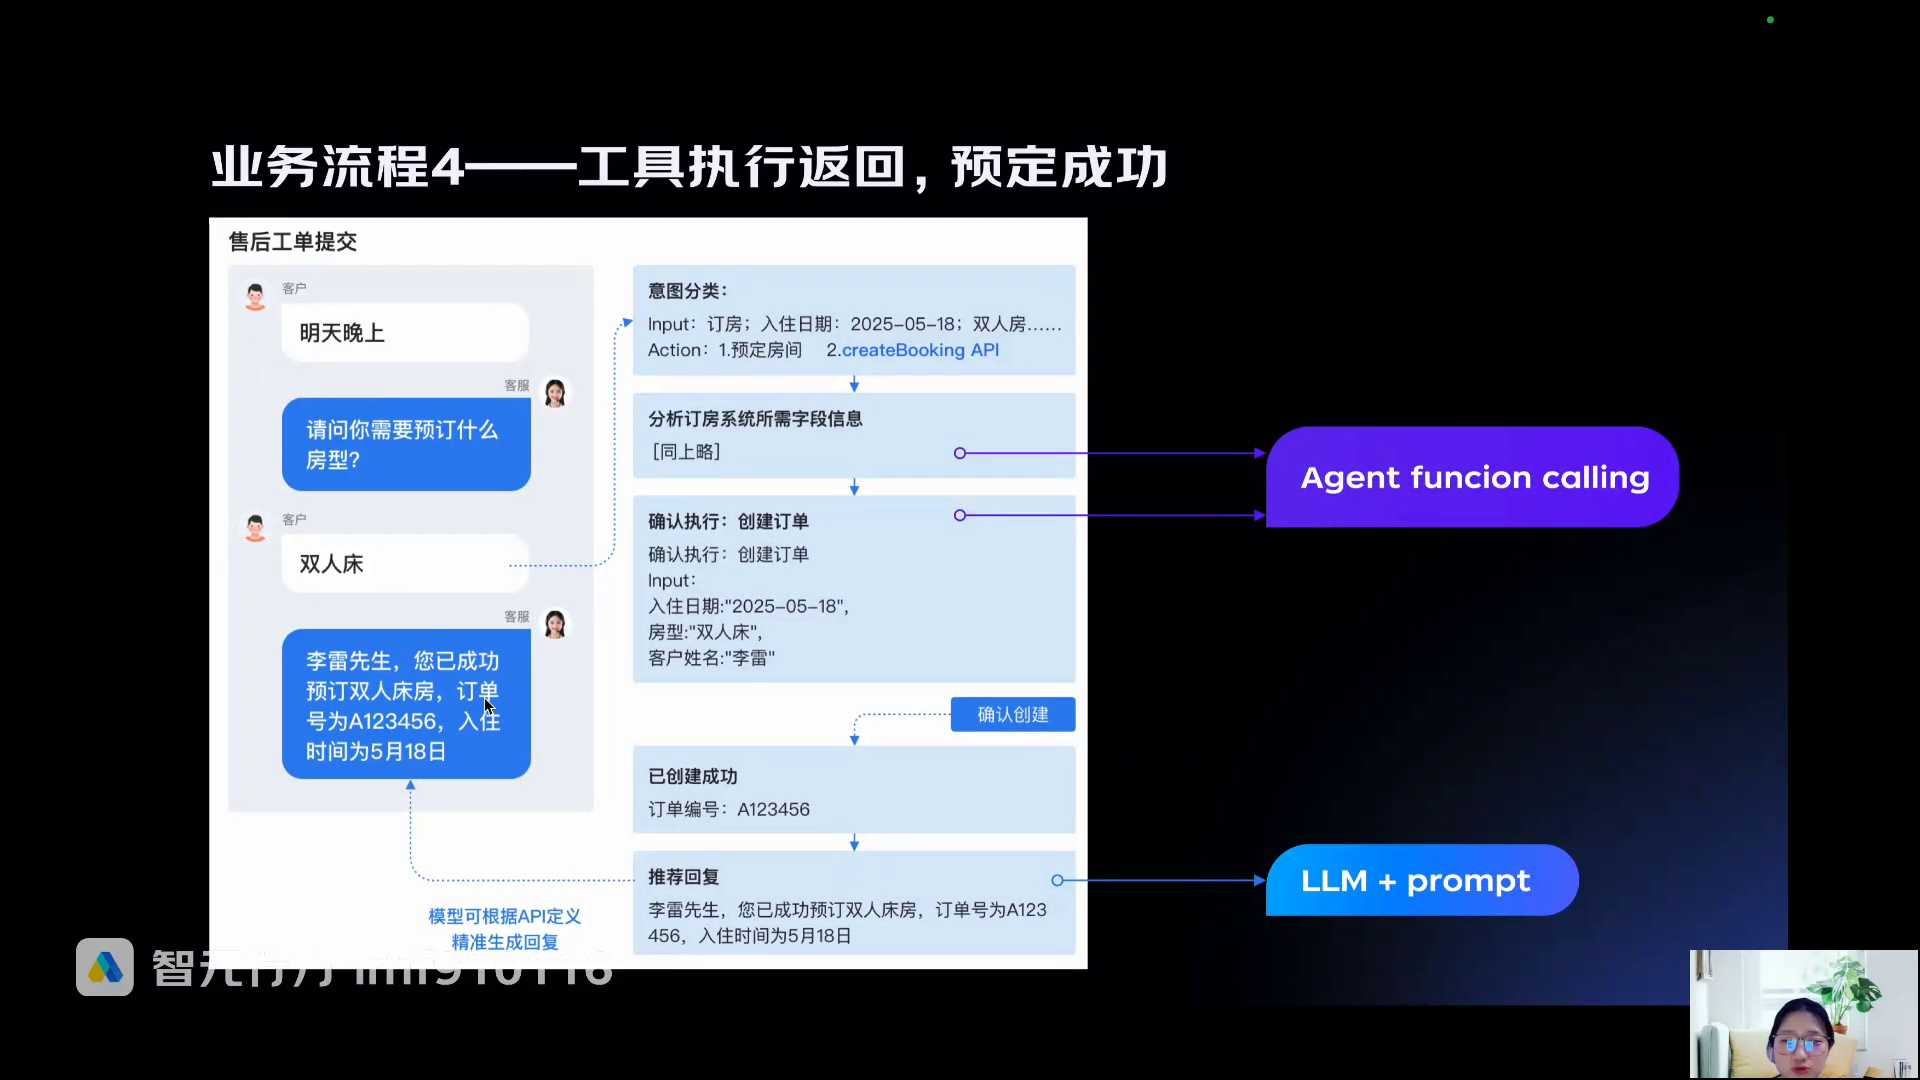 业务流程4——工具执行返回，预定成功
售后工单提交
客户
明天晚上
客服
请问你需要预订什么
房型?
客户
双人床
客服
李雷先生，您已成功
预订双人床房，订单
号为A123456，入住
时间为5月18日
意图分类：
Input：订房；入住日期：2025-05-18；双人房……
Action：1.预定房间 2.createBooking API
分析订房系统所需字段信息
［同上略］
确认执行：创建订单
确认执行：创建订单
Input：
入住日期:"2025-05-18",
房型:"双人床",
客户姓名:"李雷"
确认创建
已创建成功
订单编号：A123456
推荐回复
李雷先生，您已成功预订双人床房，订单号为A123
456，入住时间为5月18日
模型可根据API定义
精准生成回复
Agent funcion calling
LLM + prompt